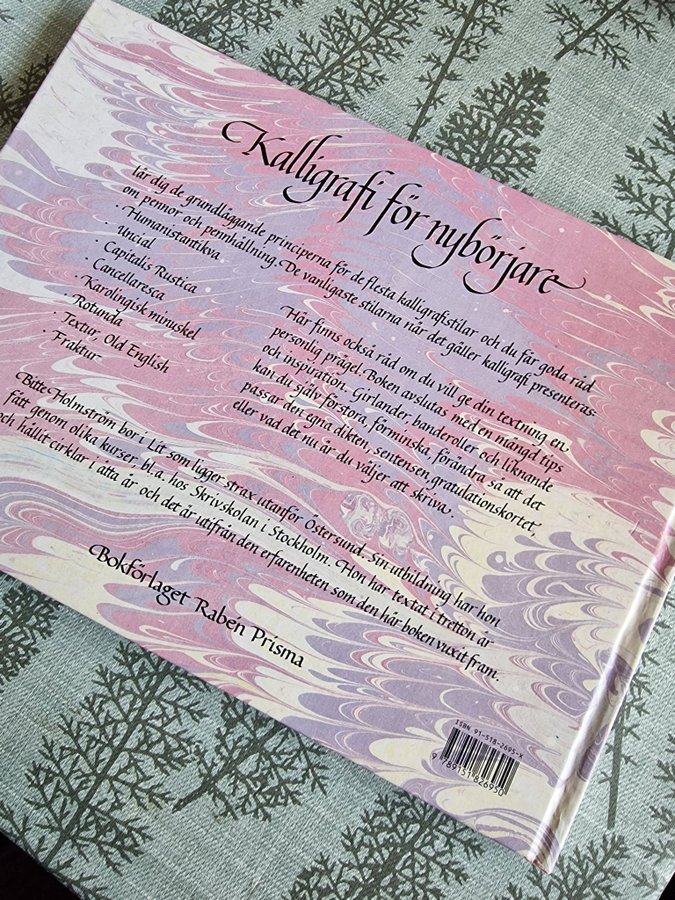 Kalligrafi för nybörjare
lär dig de grundläggande principerna för de flesta kalligrafistilar och du får goda råd
om pennor och pennhållning. De vanligaste stilarna när det gäller kalligrafi presenteras-
· Humanistantikva
· Uncial
· Capitalis Rustica
· Cancellaresca
· Karolingisk minuskel
· Rotunda
· Textur, Old English
· Fraktur
Här finns också råd om du vill ge din textning en
personlig prägel. Boken avslutas med en mängd tips
och inspiration. Girlander, banderoller och liknande
kan du själv förstora, förminska, förändra så att det
passar den egna dikten, sentensen, gratulationskortet,
eller vad det nu är du väljer att skriva.
Bitte Holmström bor i Lit som ligger strax utanför Östersund. Sin utbildning har hon
fått genom olika kurser, bl.a. hos Skrivskolan i Stockholm. Hon har textat i tretton år
och hållit cirklar i åtta år och det är utifrån den erfarenheten som den här boken vuxit fram.
Bokförlaget Rabén Prisma
ISBN 91-518-2695-X
9 789151 826950